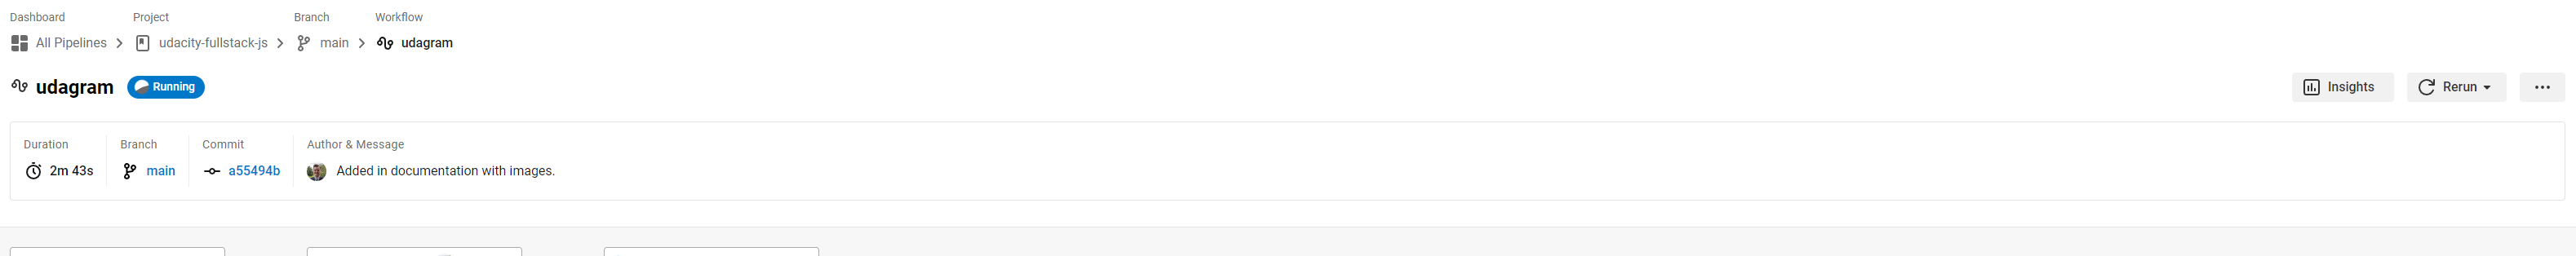 Dashboard Project Branch Workflow
All Pipelines udacity-fullstack-js main udagram
udagram Running Insights Rerun
Duration Branch Commit Author & Message
2m 43s main a55494b Added in documentation with images.